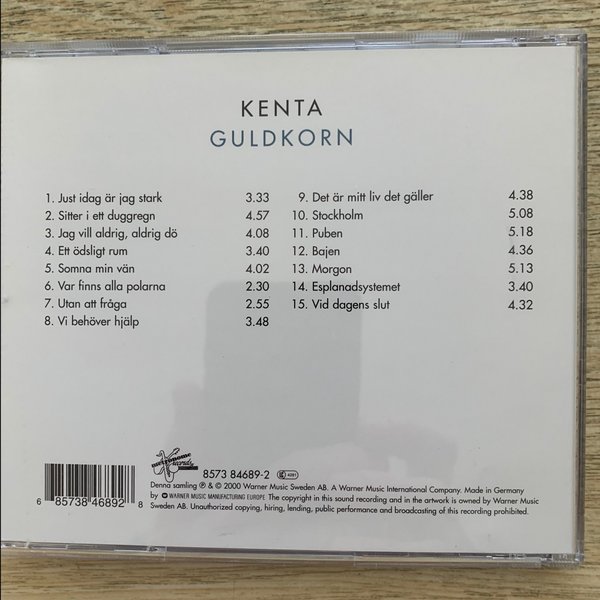 KENTA
GULDKORN
1. Just idag är jag stark 3.33
2. Sitter i ett duggregn 4.57
3. Jag vill aldrig, aldrig dö 4.08
4. Ett ödsligt rum 3.40
5. Somna min vän 4.02
6. Var finns alla polarna 2.30
7. Utan att fråga 2.55
8. Vi behöver hjälp 3.48
9. Det är mitt liv det gäller 4.38
10. Stockholm 5.08
11. Puben 5.18
12. Bajen 4.36
13. Morgon 5.13
14. Esplanadsystemet 3.40
15. Vid dagens slut 4.32
metronome records
8573 84689-2
6 85738 46892 8
Denna samling ℗ & © 2000 Warner Music Sweden AB. A Warner Music International Company. Made in Germany
by WARNER MUSIC MANUFACTURING EUROPE The copyright in this sound recording and in the artwork is owned by Warner Music
Sweden AB. Unauthorized copying, hiring, lending, public performance and broadcasting of this recording prohibited.